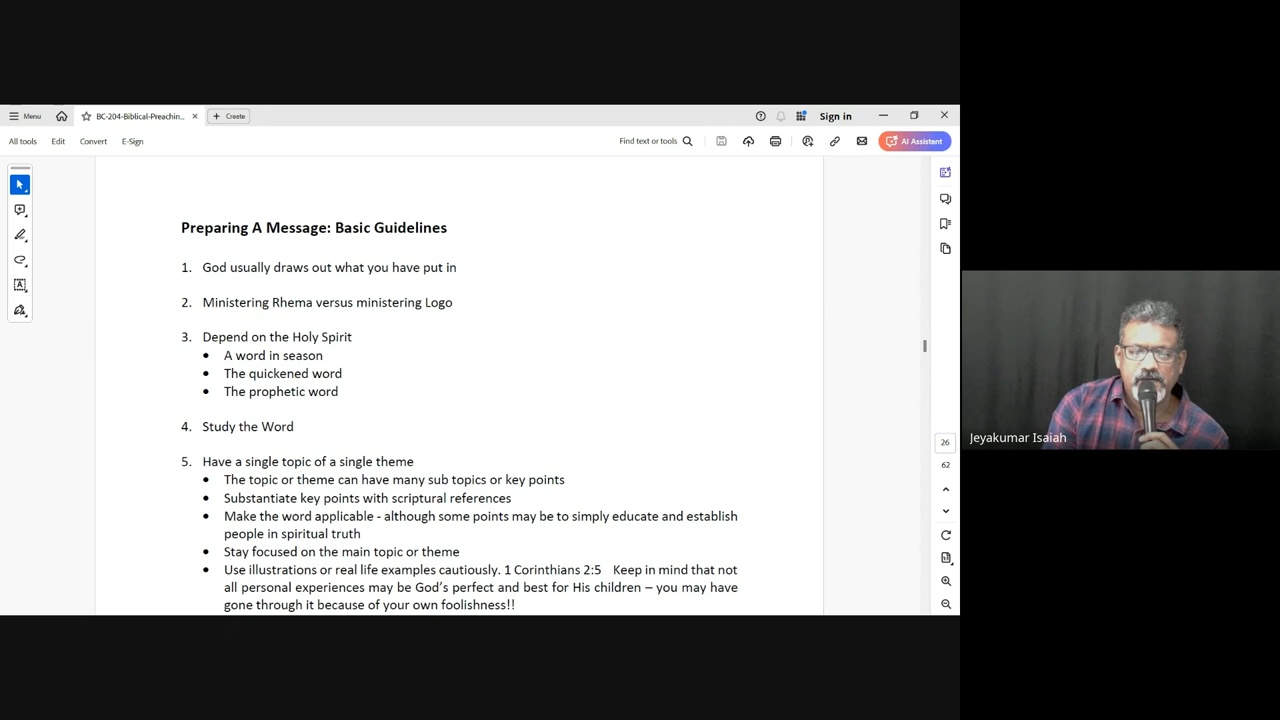 Menu
BC-204-Biblical-Preachin...
Create
Sign in
All tools
Edit
Convert
E-Sign
Find text or tools
AI Assistant
Preparing A Message: Basic Guidelines
1. God usually draws out what you have put in
2. Ministering Rhema versus ministering Logo
3. Depend on the Holy Spirit
• A word in season
• The quickened word
• The prophetic word
4. Study the Word
5. Have a single topic of a single theme
• The topic or theme can have many sub topics or key points
• Substantiate key points with scriptural references
• Make the word applicable - although some points may be to simply educate and establish
people in spiritual truth
• Stay focused on the main topic or theme
• Use illustrations or real life examples cautiously. 1 Corinthians 2:5 Keep in mind that not
all personal experiences may be God's perfect and best for His children – you may have
gone through it because of your own foolishness!!
26
62
Jeyakumar Isaiah